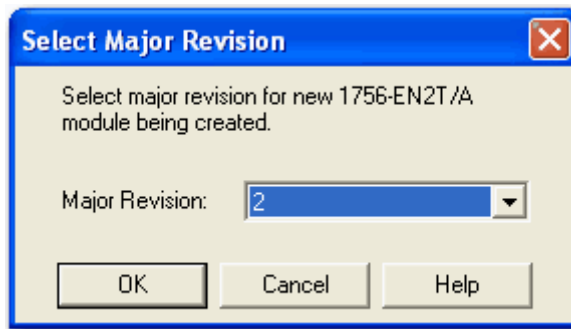 Select Major Revision
Select major revision for new 1756-EN2T/A
module being created.
Major Revision: 2
OK Cancel Help